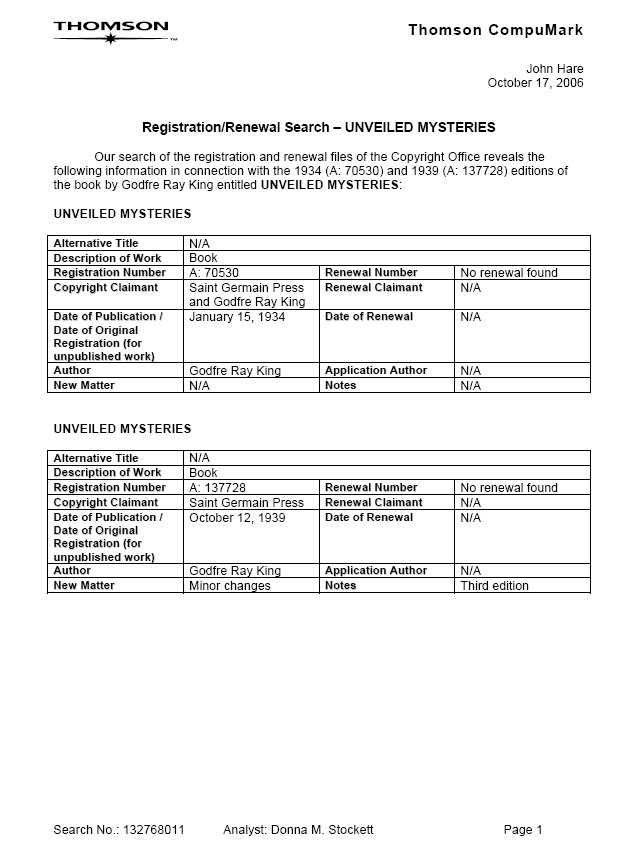 THOMSON
™
Thomson CompuMark
John Hare
October 17, 2006
Registration/Renewal Search – UNVEILED MYSTERIES
Our search of the registration and renewal files of the Copyright Office reveals the
following information in connection with the 1934 (A: 70530) and 1939 (A: 137728) editions of
the book by Godfre Ray King entitled UNVEILED MYSTERIES:
UNVEILED MYSTERIES
Alternative Title N/A
Description of Work Book
Registration Number A: 70530 Renewal Number No renewal found
Copyright Claimant Saint Germain Press Renewal Claimant N/A
and Godfre Ray King
Date of Publication / January 15, 1934 Date of Renewal N/A
Date of Original
Registration (for
unpublished work)
Author Godfre Ray King Application Author N/A
New Matter N/A Notes N/A
UNVEILED MYSTERIES
Alternative Title N/A
Description of Work Book
Registration Number A: 137728 Renewal Number No renewal found
Copyright Claimant Saint Germain Press Renewal Claimant N/A
Date of Publication / October 12, 1939 Date of Renewal N/A
Date of Original
Registration (for
unpublished work)
Author Godfre Ray King Application Author N/A
New Matter Minor changes Notes Third edition
Search No.: 132768011 Analyst: Donna M. Stockett Page 1